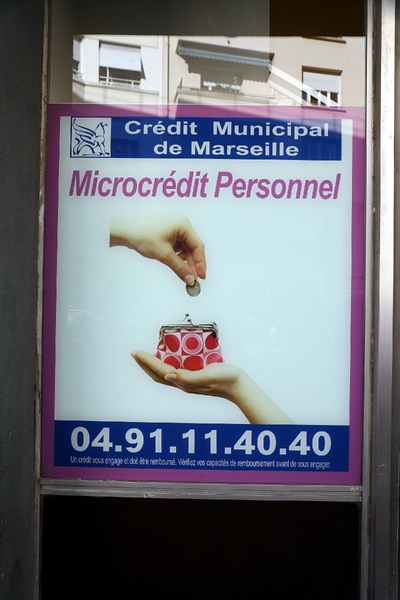 Crédit Municipal
de Marseille
Microcrédit Personnel
04.91.11.40.40
Un crédit vous engage et doit être remboursé. Vérifiez vos capacités de remboursement avant de vous engager.